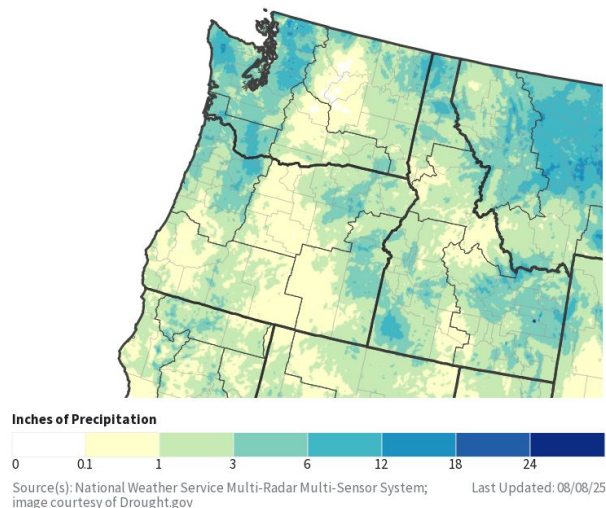 Inches of Precipitation
0 0.1 1 3 6 12 18 24
Source(s): National Weather Service Multi-Radar Multi-Sensor System; Last Updated: 08/08/25
image courtesy of Drought.gov